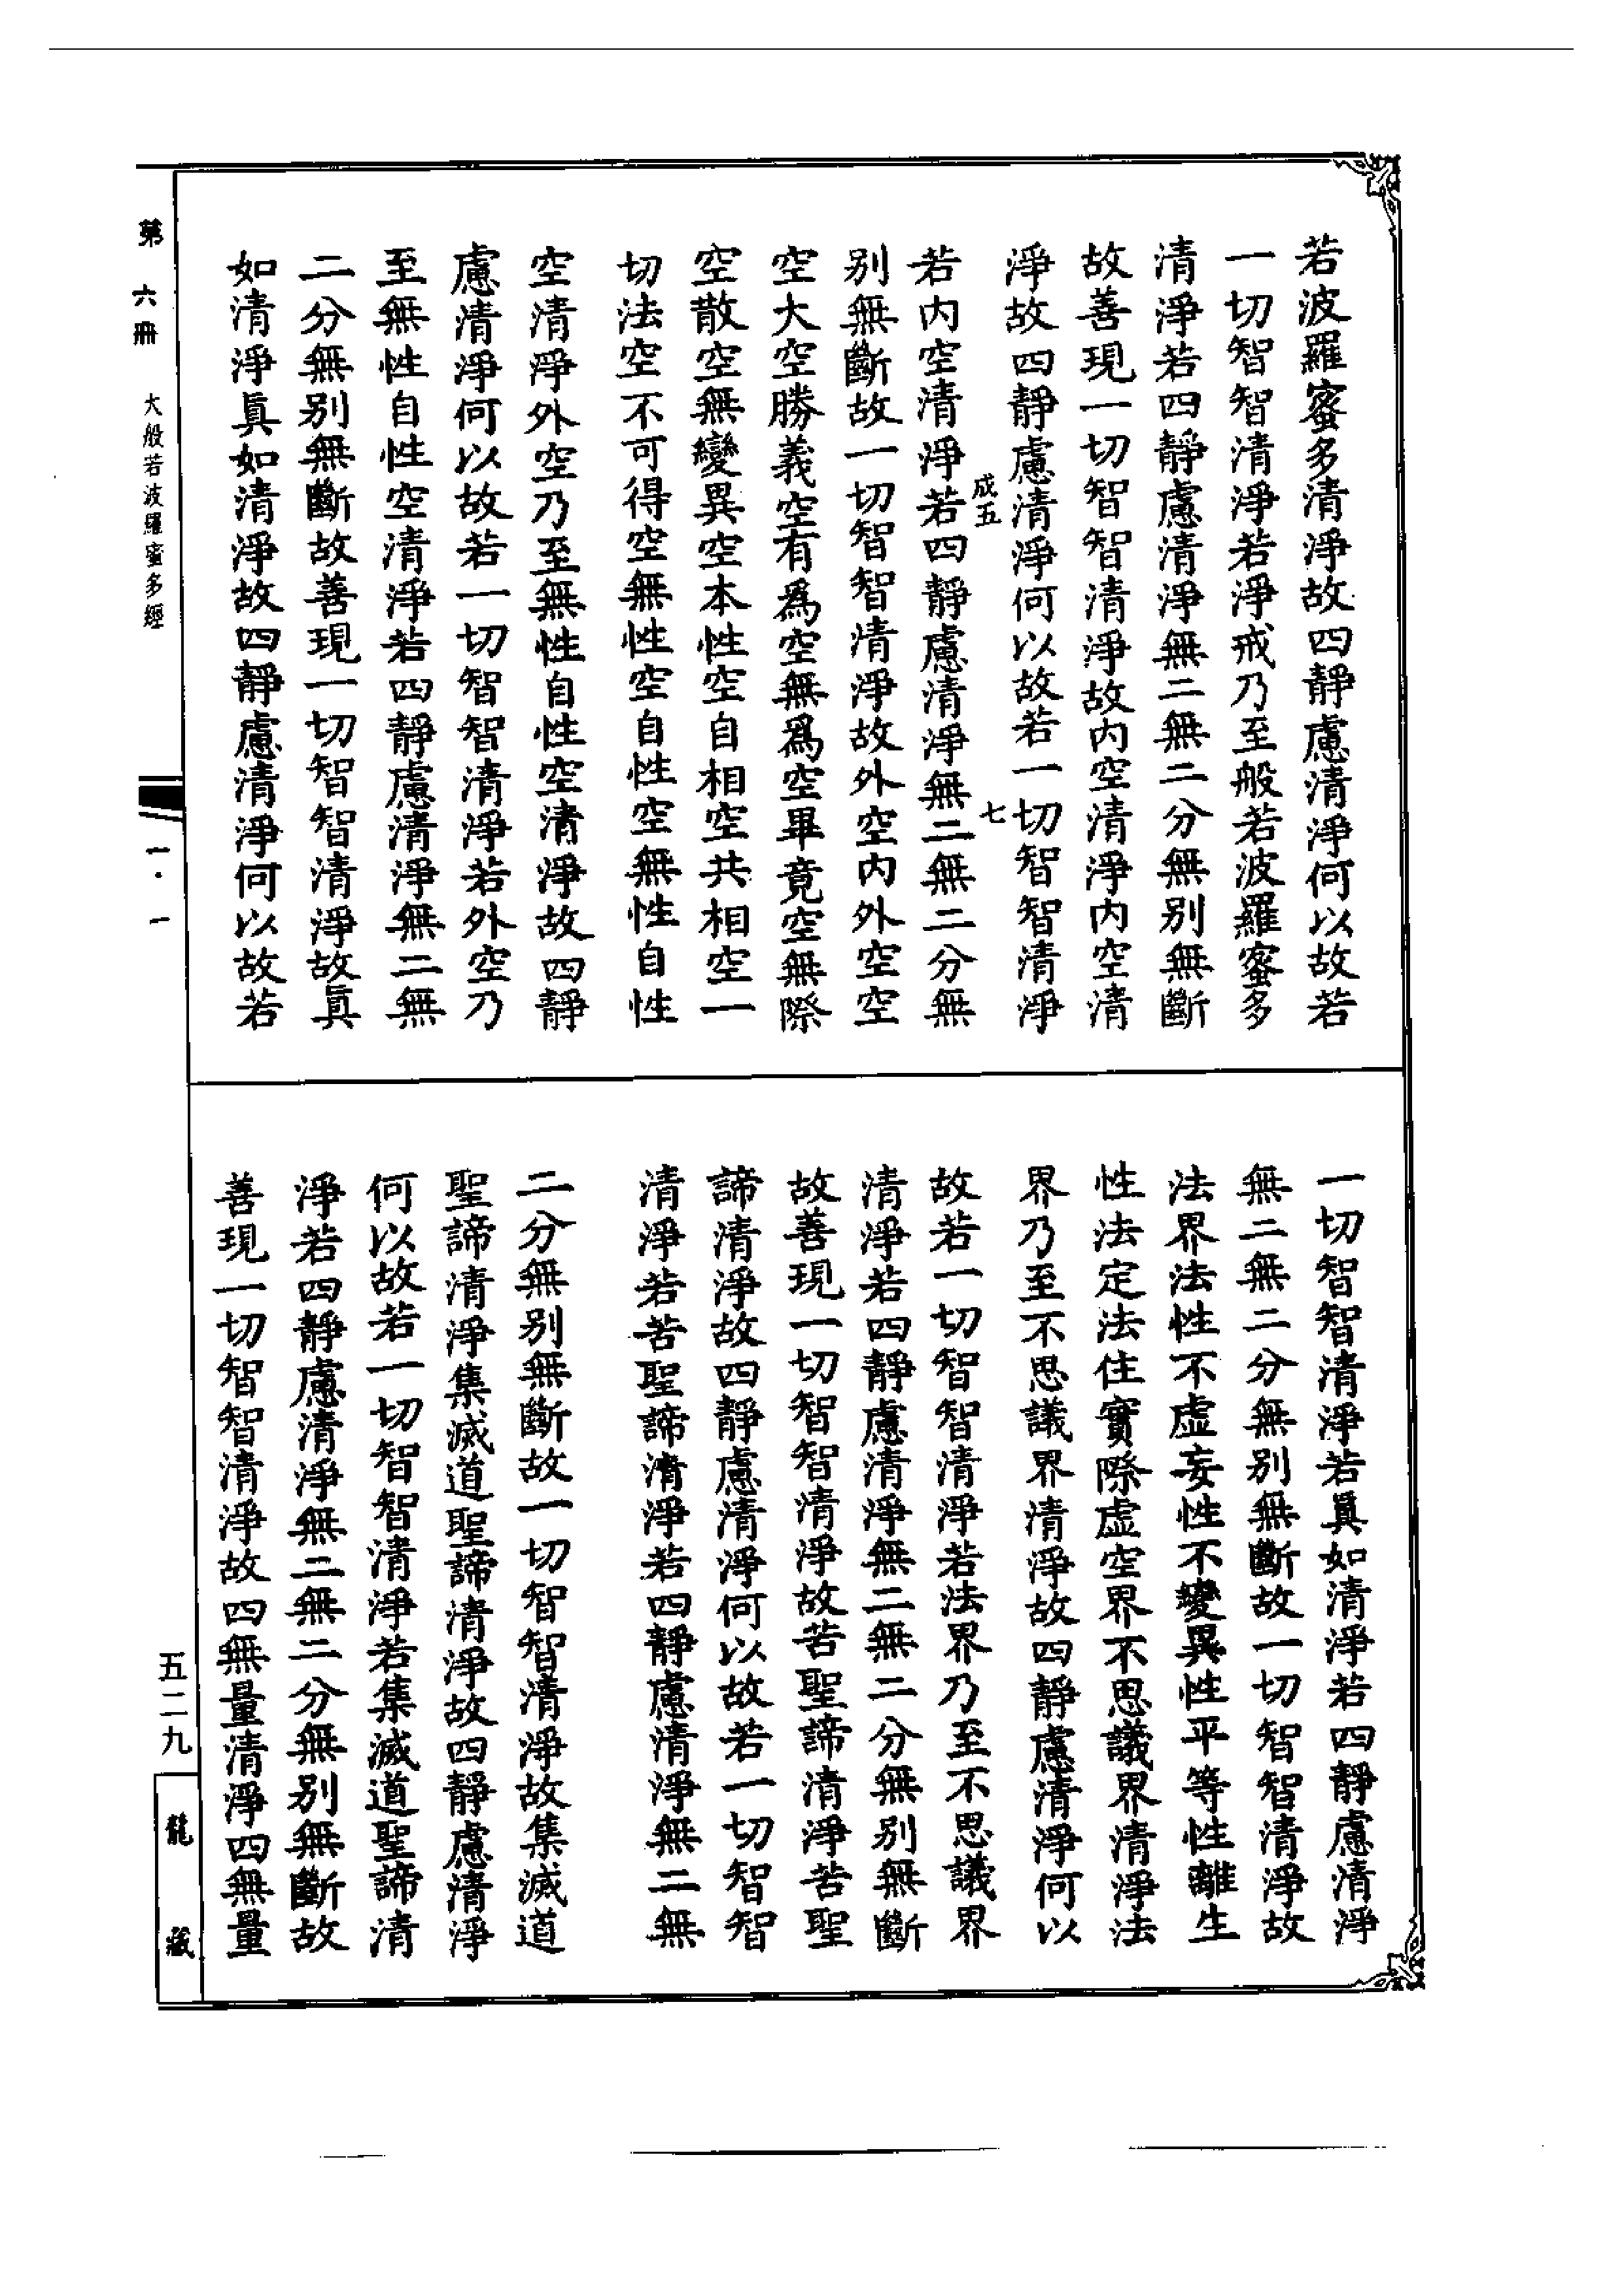 若波羅蜜多清淨故四靜慮清淨何以故若
一切智智清淨若淨戒乃至般若波羅蜜多
清淨若四靜慮清淨無二無二分無別無斷
故善現一切智智清淨故内空清淨内空清
淨故四靜慮清淨何以故若一切智智清淨
成五
七
若内空清淨若四靜慮清淨無二無二分無
別無斷故一切智智清淨故外空内外空空
空大空勝義空有爲空無爲空畢竟空無際
空散空無變異空本性空自相空共相空一
切法空不可得空無性空自性空無性自性
空清淨外空乃至無性自性空清淨故四靜
慮清淨何以故若一切智智清淨若外空乃
至無性自性空清淨若四靜慮清淨無二無
二分無別無斷故善現一切智智清淨故眞
如清淨眞如清淨故四靜慮清淨何以故若
一切智智清淨若眞如清淨若四靜慮清淨
無二無二分無別無斷故一切智智清淨故
法界法性不虛妄性不變異性平等性離生
性法定法住實際虛空界不思議界清淨法
界乃至不思議界清淨故四靜慮清淨何以
故若一切智智清淨若法界乃至不思議界
清淨若四靜慮清淨無二無二分無別無斷
故善現一切智智清淨故苦聖諦清淨苦聖
諦清淨故四靜慮清淨何以故若一切智智
清淨若苦聖諦清淨若四靜慮清淨無二無
二分無別無斷故一切智智清淨故集滅道
聖諦清淨集滅道聖諦清淨故四靜慮清淨
何以故若一切智智清淨若集滅道聖諦清
淨若四靜慮清淨無二無二分無別無斷故
善現一切智智清淨故四無量清淨四無量
第六冊 大般若波羅蜜多經 一·一
五二九
龍藏